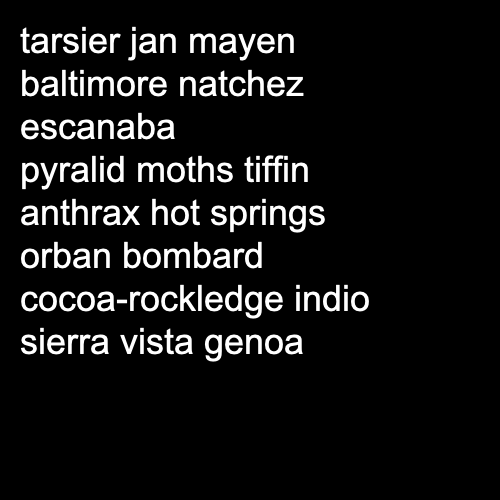 tarsier jan mayen
baltimore natchez
escanaba
pyralid moths tiffin
anthrax hot springs
orban bombard
cocoa-rockledge indio
sierra vista genoa